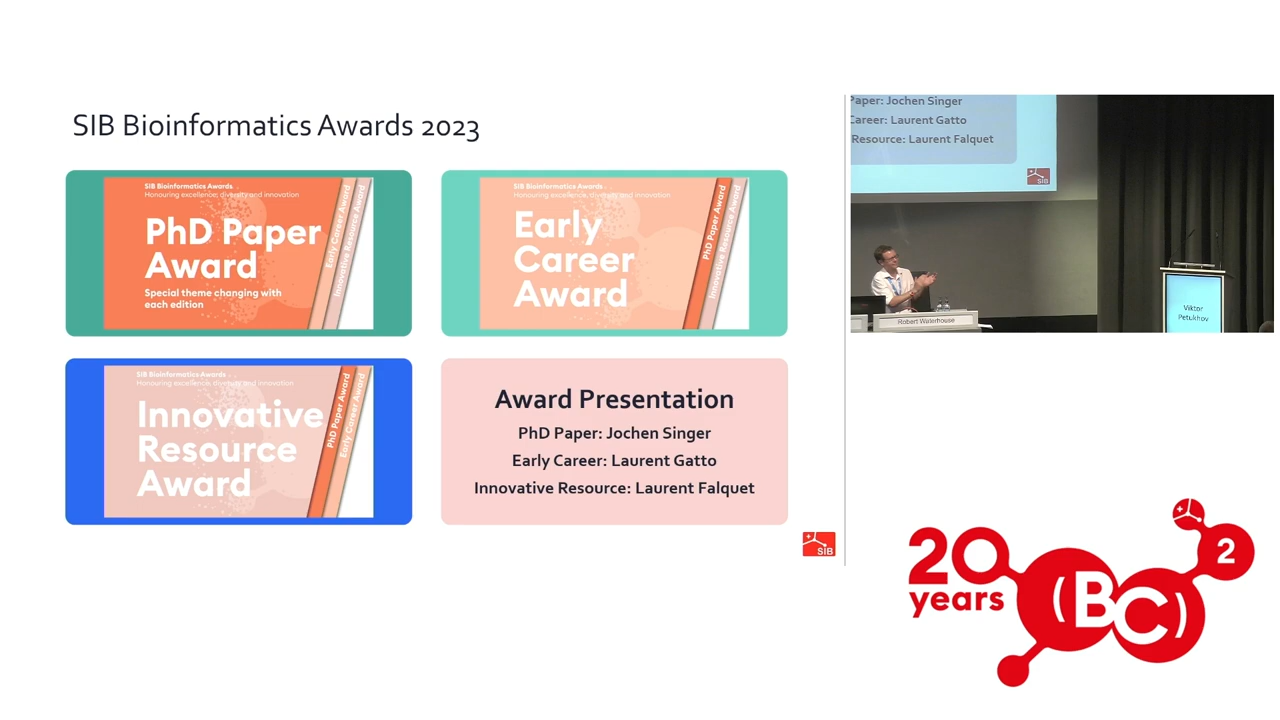 SIB Bioinformatics Awards 2023
SIB Bioinformatics Awards
Honouring excellence, diversity and innovation
PhD Paper
Award
Special theme changing with
each edition
Early Career Award
Innovative Resource Award
SIB Bioinformatics Awards
Honouring excellence, diversity and innovation
Early
Career
Award
PhD Paper Award
Innovative Resource Award
SIB Bioinformatics Awards
Honouring excellence, diversity and innovation
Innovative
Resource
Award
PhD Paper Award
Early Career Award
Award Presentation
PhD Paper: Jochen Singer
Early Career: Laurent Gatto
Innovative Resource: Laurent Falquet
SIB
Paper: Jochen Singer
Career: Laurent Gatto
Resource: Laurent Falquet
SIB
Robert Waterhouse
Viktor
Petukhov
20
years
(BC)
2